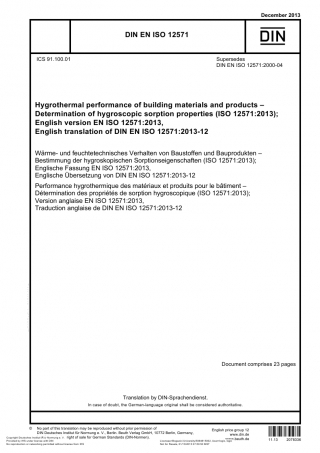 December 2013
DIN EN ISO 12571
DIN
ICS 91.100.01
Supersedes
DIN EN ISO 12571:2000-04
Hygrothermal performance of building materials and products –
Determination of hygroscopic sorption properties (ISO 12571:2013);
English version EN ISO 12571:2013,
English translation of DIN EN ISO 12571:2013-12
Wärme- und feuchtetechnisches Verhalten von Baustoffen und Bauprodukten –
Bestimmung der hygroskopischen Sorptionseigenschaften (ISO 12571:2013);
Englische Fassung EN ISO 12571:2013,
Englische Übersetzung von DIN EN ISO 12571:2013-12
Performance hygrothermique des matériaux et produits pour le bâtiment –
Détermination des propriétés de sorption hygroscopique (ISO 12571:2013);
Version anglaise EN ISO 12571:2013,
Traduction anglaise de DIN EN ISO 12571:2013-12
Document comprises 23 pages
Translation by DIN-Sprachendienst.
In case of doubt, the German-language original shall be considered authoritative.
No part of this translation may be reproduced without prior permission of
DIN Deutsches Institut für Normung e. V., Berlin. Beuth Verlag GmbH, 10772 Berlin, Germany,
right of sale for German Standards (DIN-Normen).
English price group 12
www.din.de
www.beuth.de